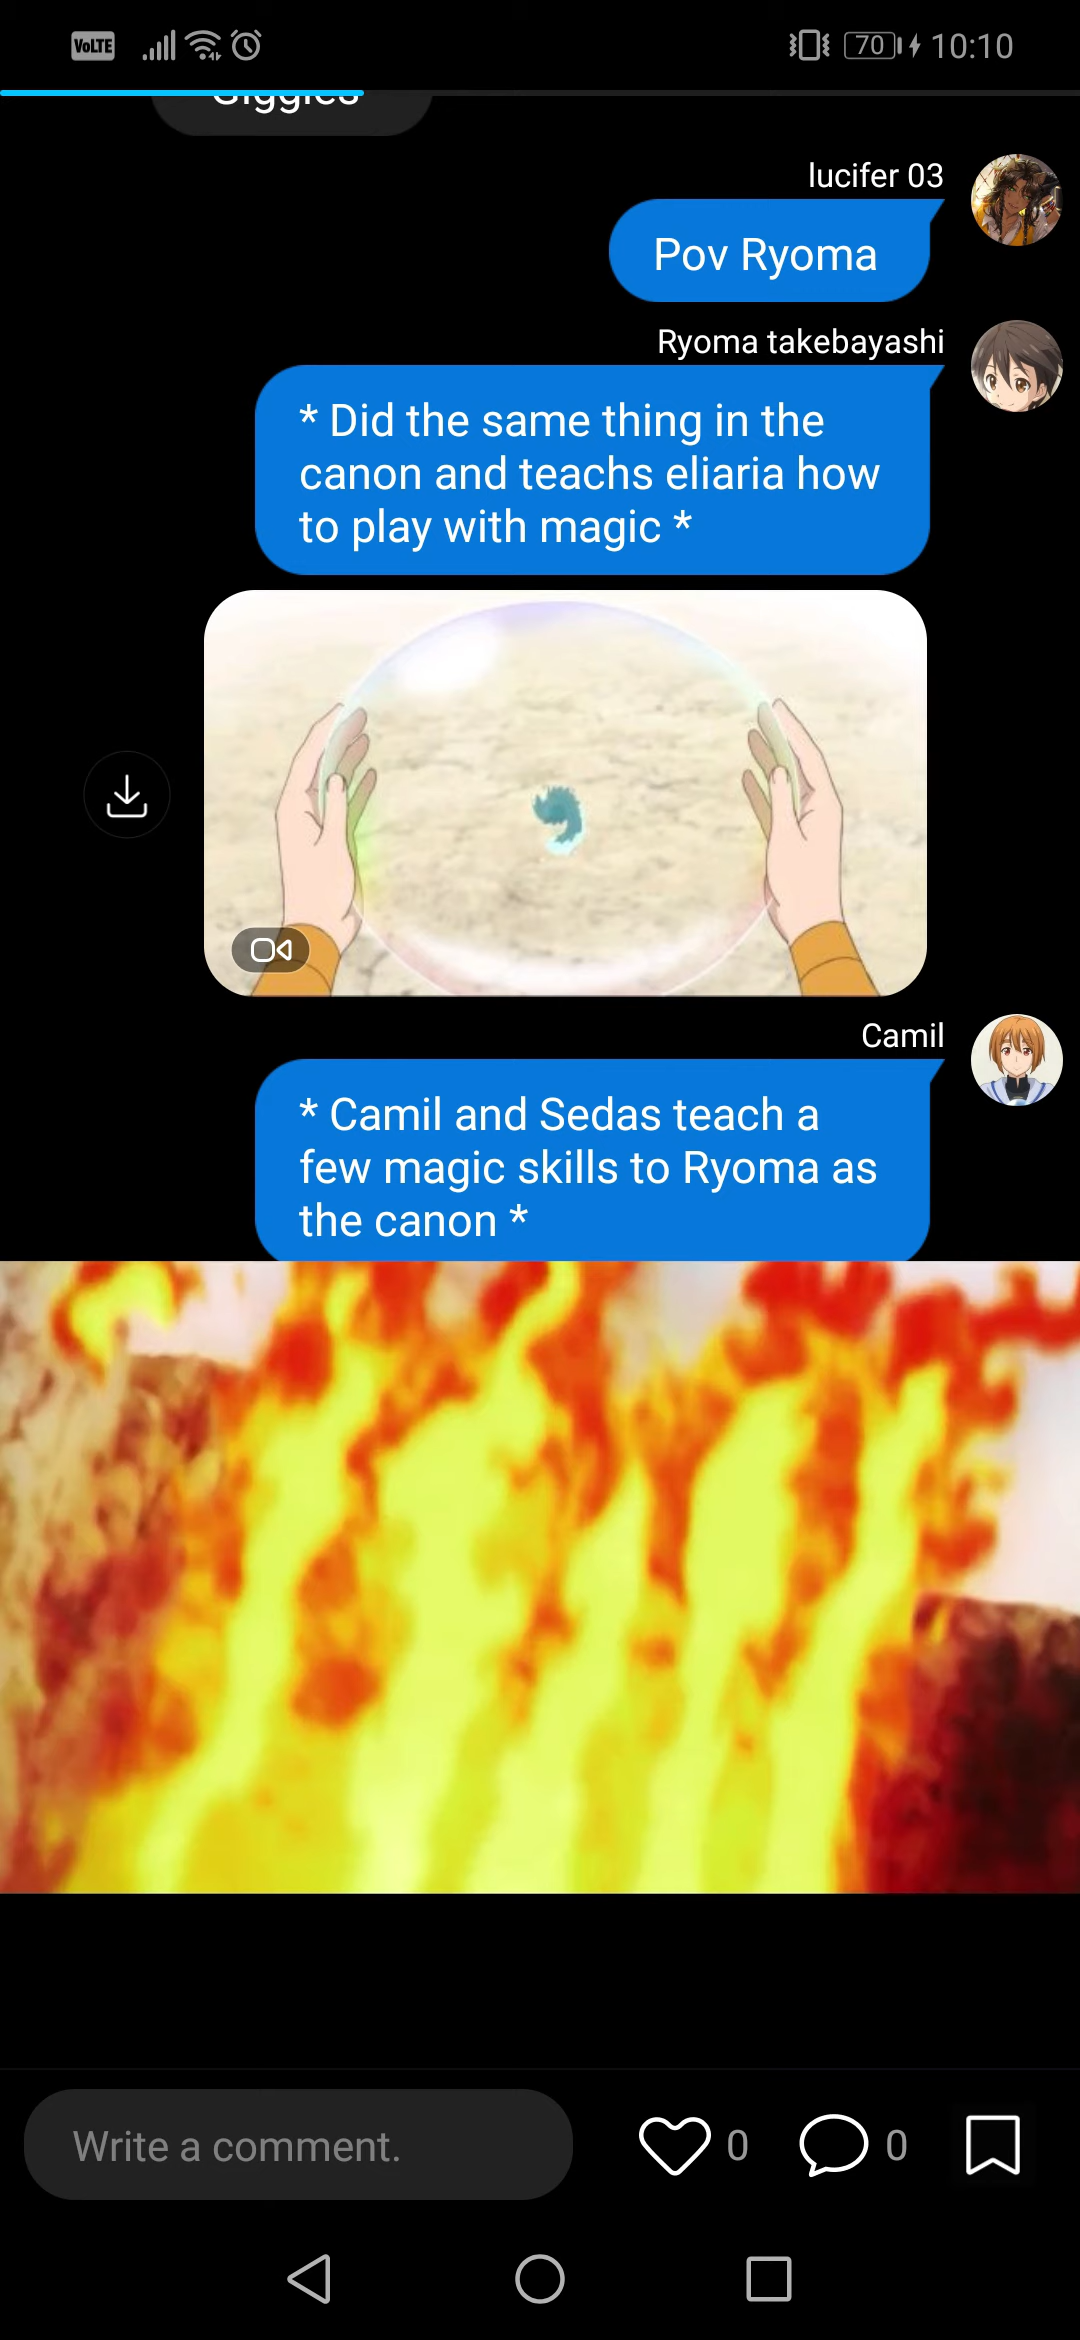 VoLTE
70
10:10
Giggles
lucifer 03
Pov Ryoma
Ryoma takebayashi
* Did the same thing in the
canon and teachs eliaria how
to play with magic *
Camil
* Camil and Sedas teach a
few magic skills to Ryoma as
the canon *
Write a comment.
0
0